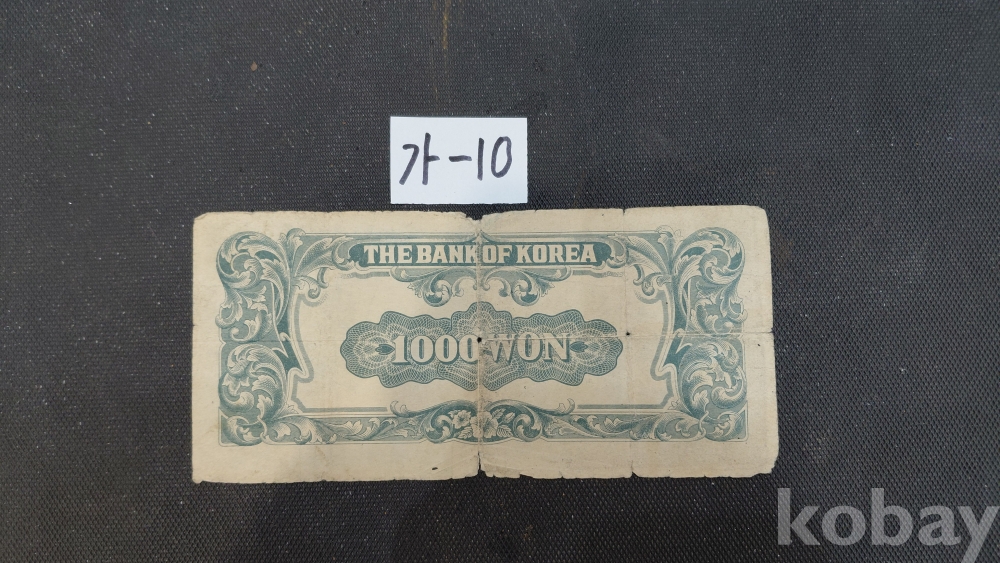 가-10
THE BANK OF KOREA
1000 WON
kobay